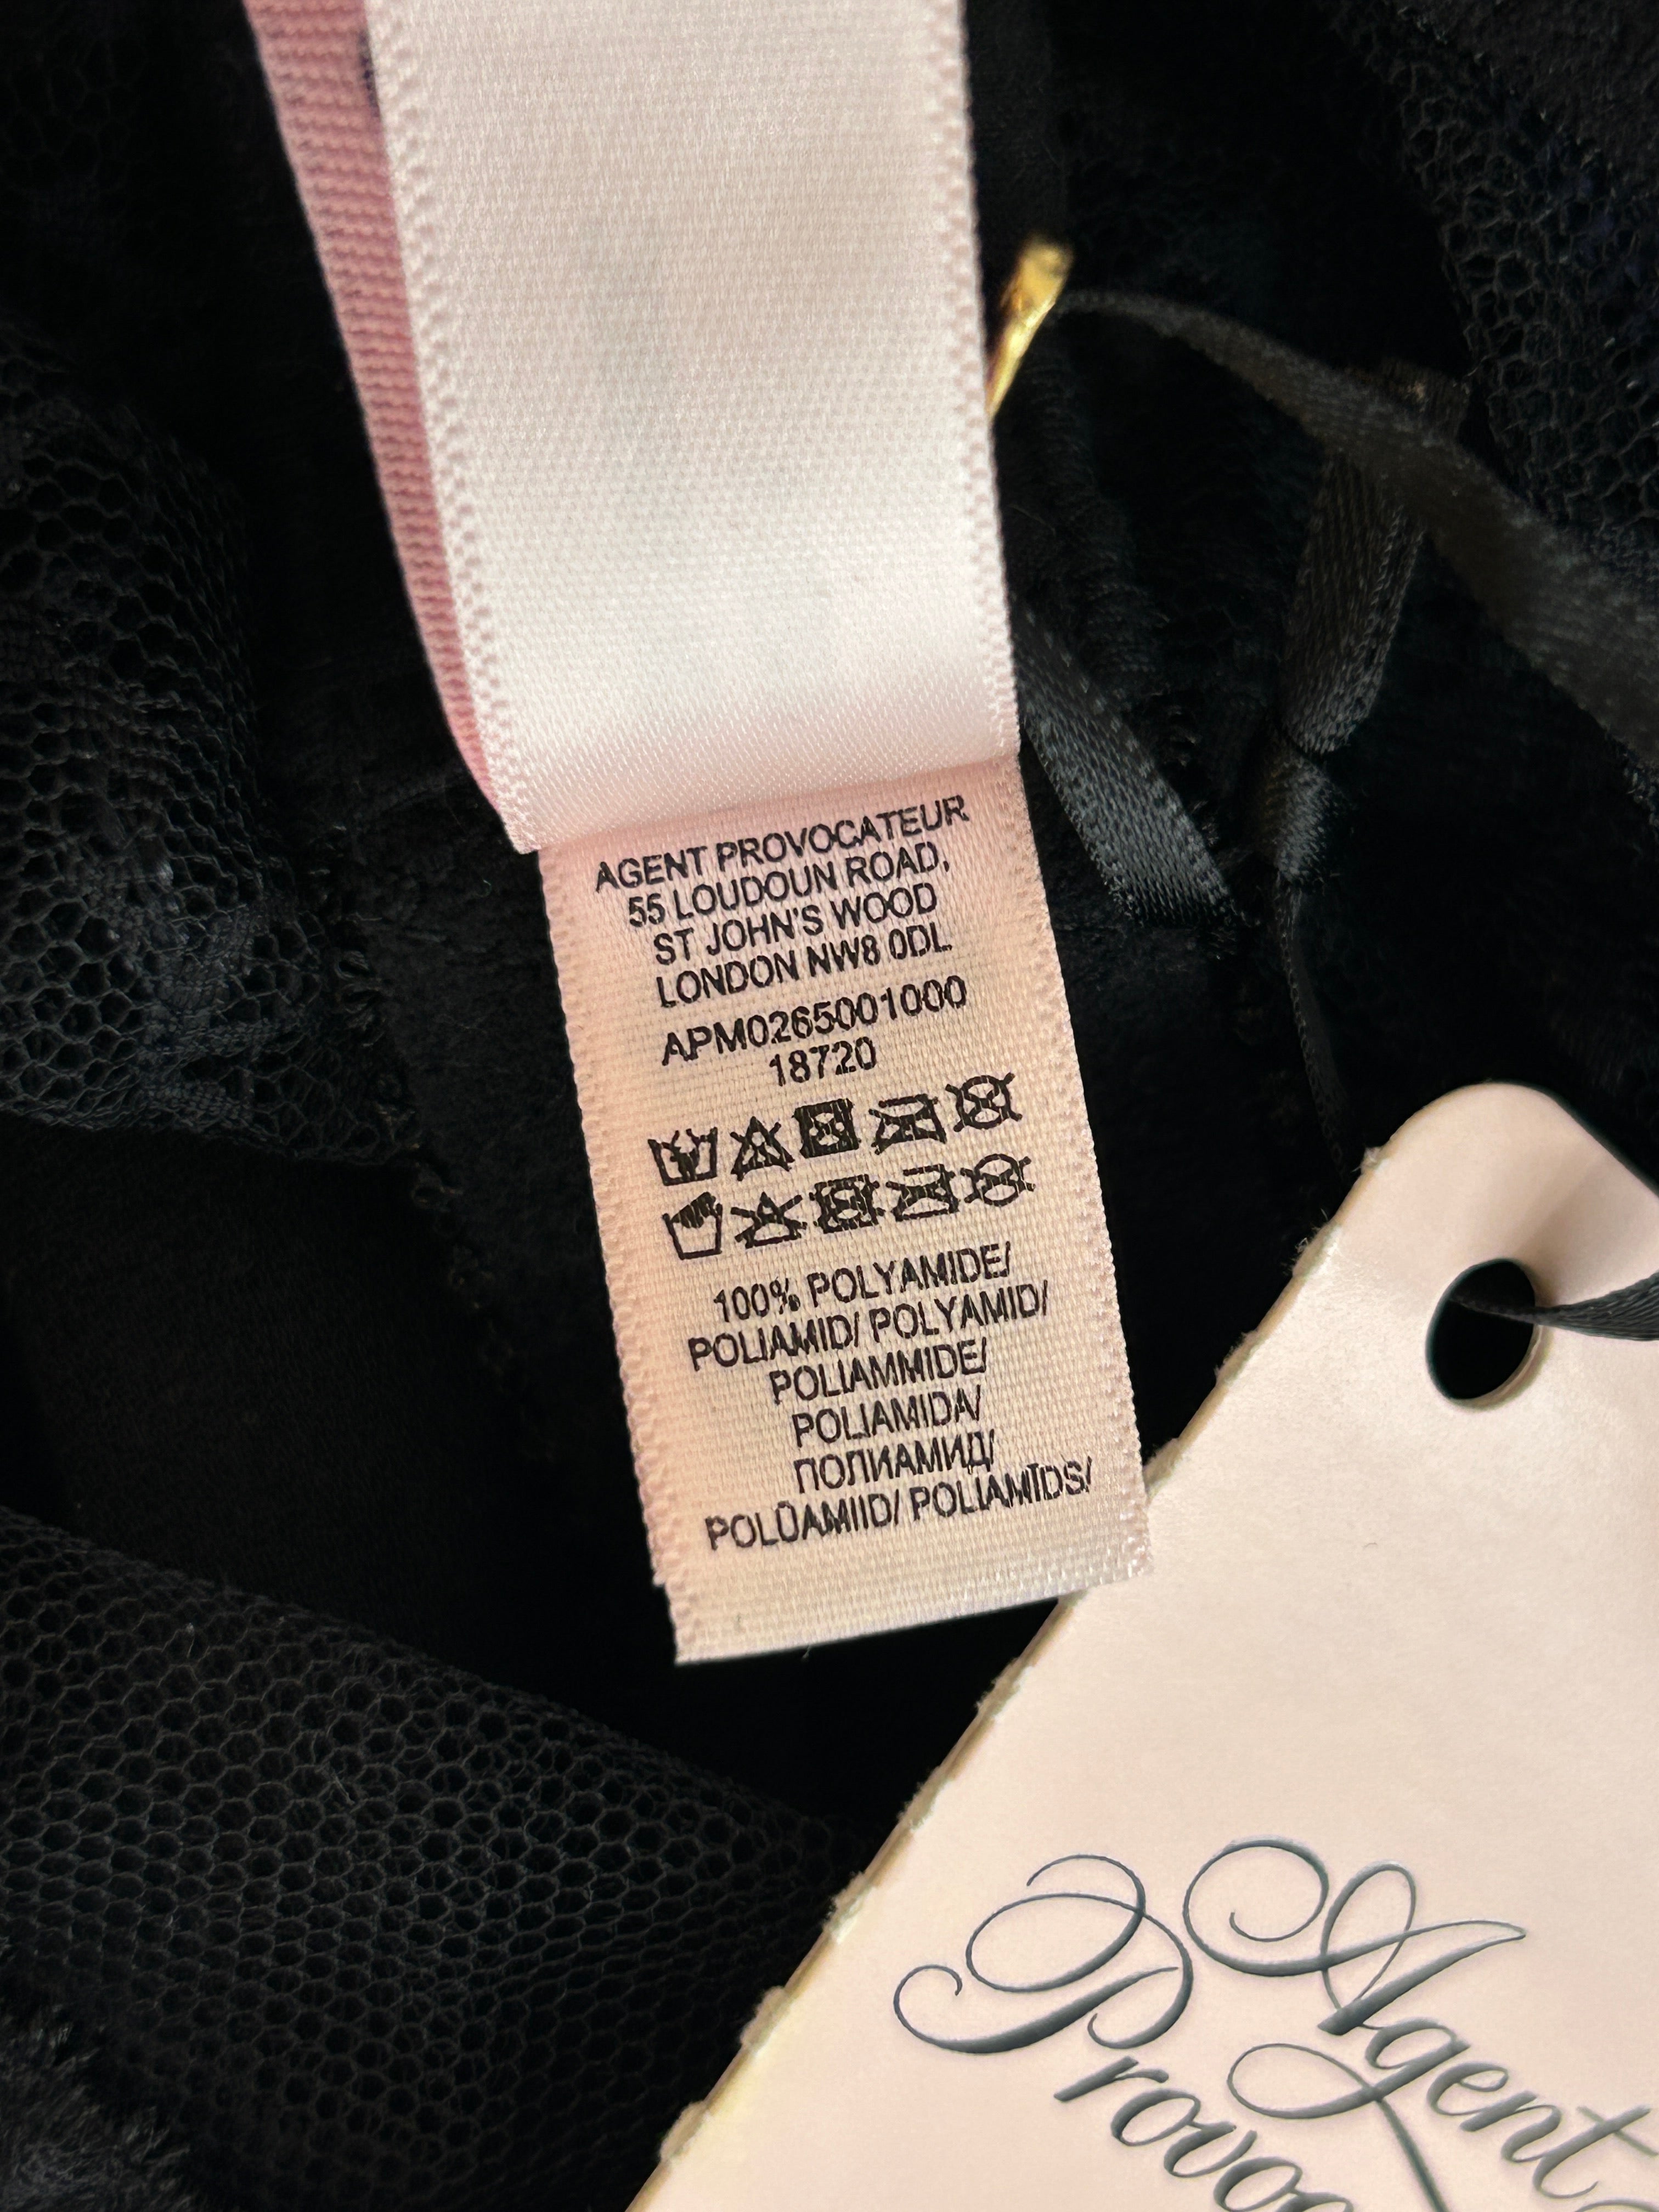 AGENT PROVOCATEUR
55 LOUDOUN ROAD,
ST JOHN'S WOOD
LONDON NW8 0DL
APM0265001000
18720
100% POLYAMIDE/
POLIAMID/ POLYAMID/
POLIAMMIDE/
POLIAMIDA/
ПОЛИАМИД/
POLÜAMIID/ POLIAMĪDS/
Agent
Provoc